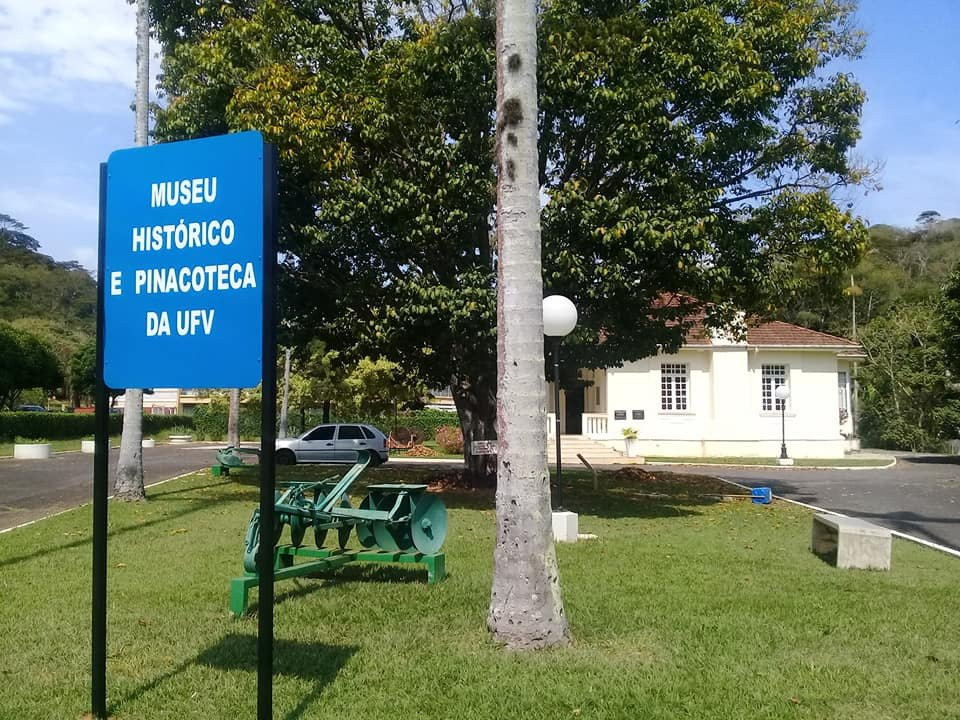 MUSEU
HISTÓRICO
E PINACOTECA
DA UFV